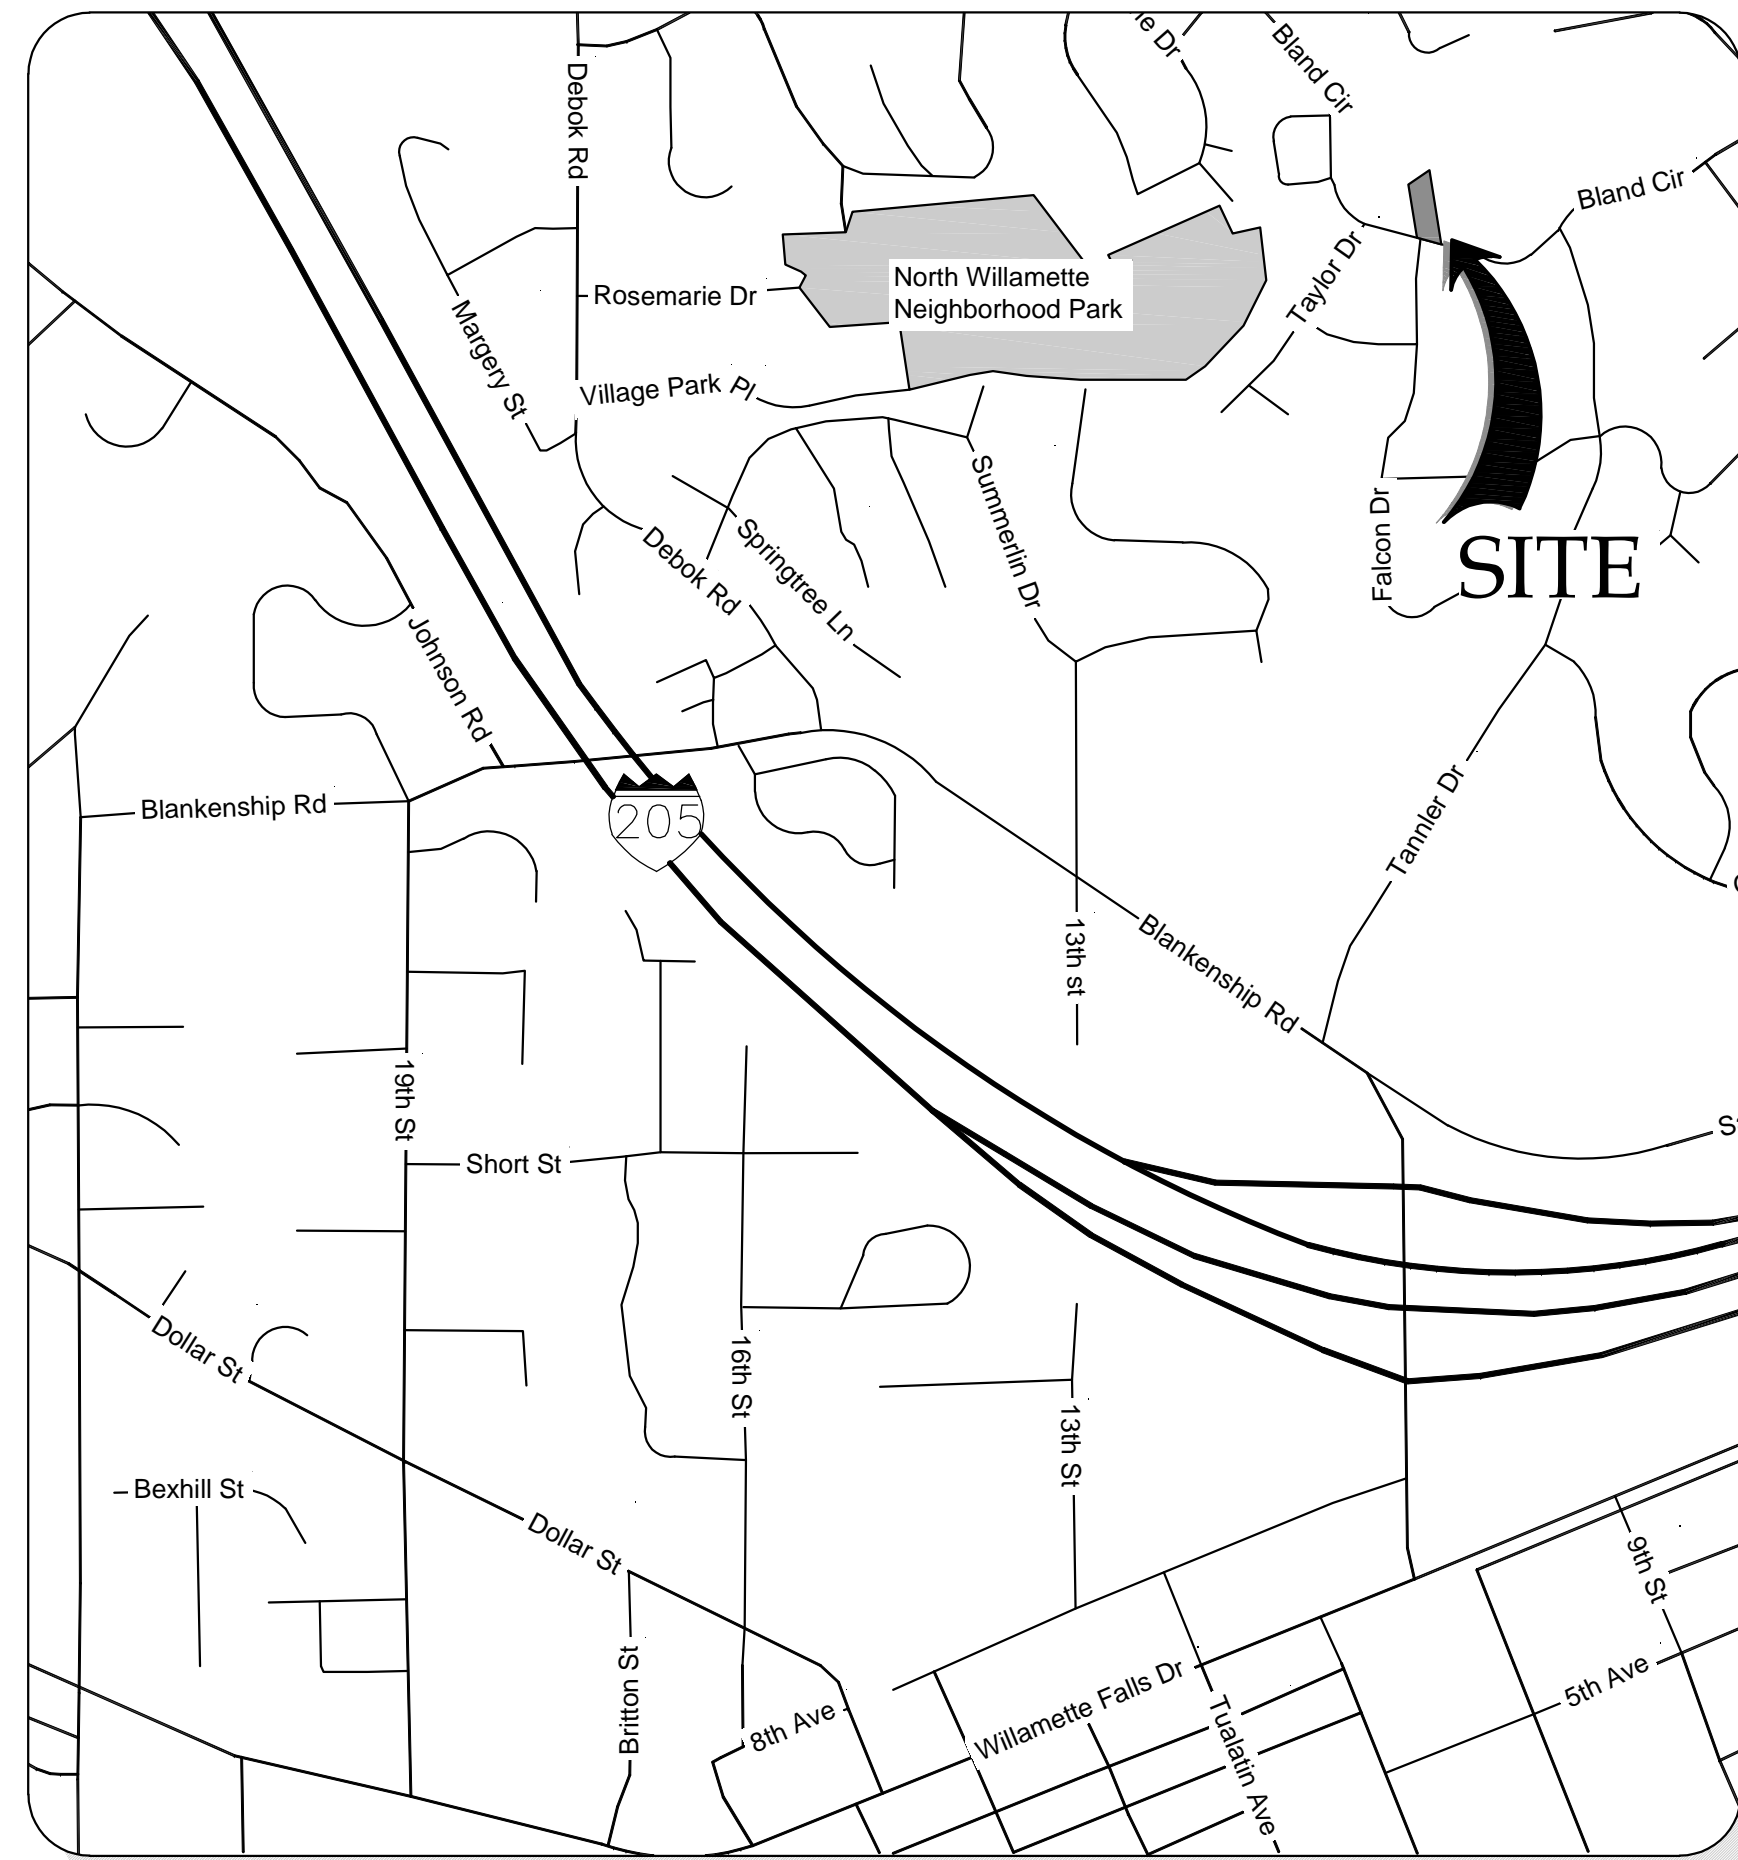 Bland Cir
Debok Rd
Bland Cir
North Willamette
Neighborhood Park
Rosemarie Dr
Taylor Dr
Margery St
Village Park Pl
Summerlin Dr
Falcon Dr
SITE
Springtree Ln
Debok Rd
Johnson Rd
Blankenship Rd
205
Tannler Dr
13th st
Blankenship Rd
19th St
Short St
Dollar St
16th St
13th St
Bexhill St
Dollar St
9th St
Britton St
8th Ave
Willamette Falls Dr
Tualatin Ave
5th Ave